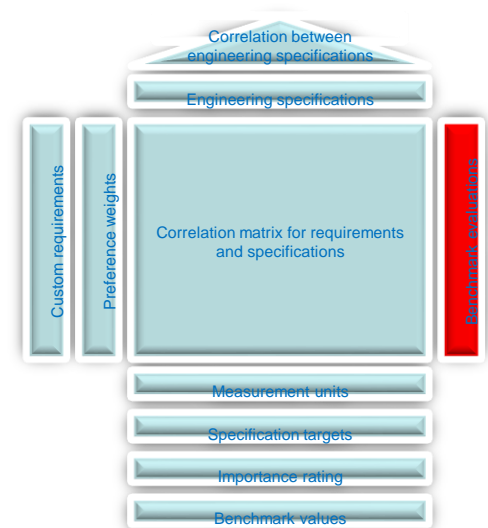 Correlation between
engineering specifications
Engineering specifications
Custom requirements
Preference weights
Correlation matrix for requirements
and specifications
Benchmark evaluations
Measurement units
Specification targets
Importance rating
Benchmark values